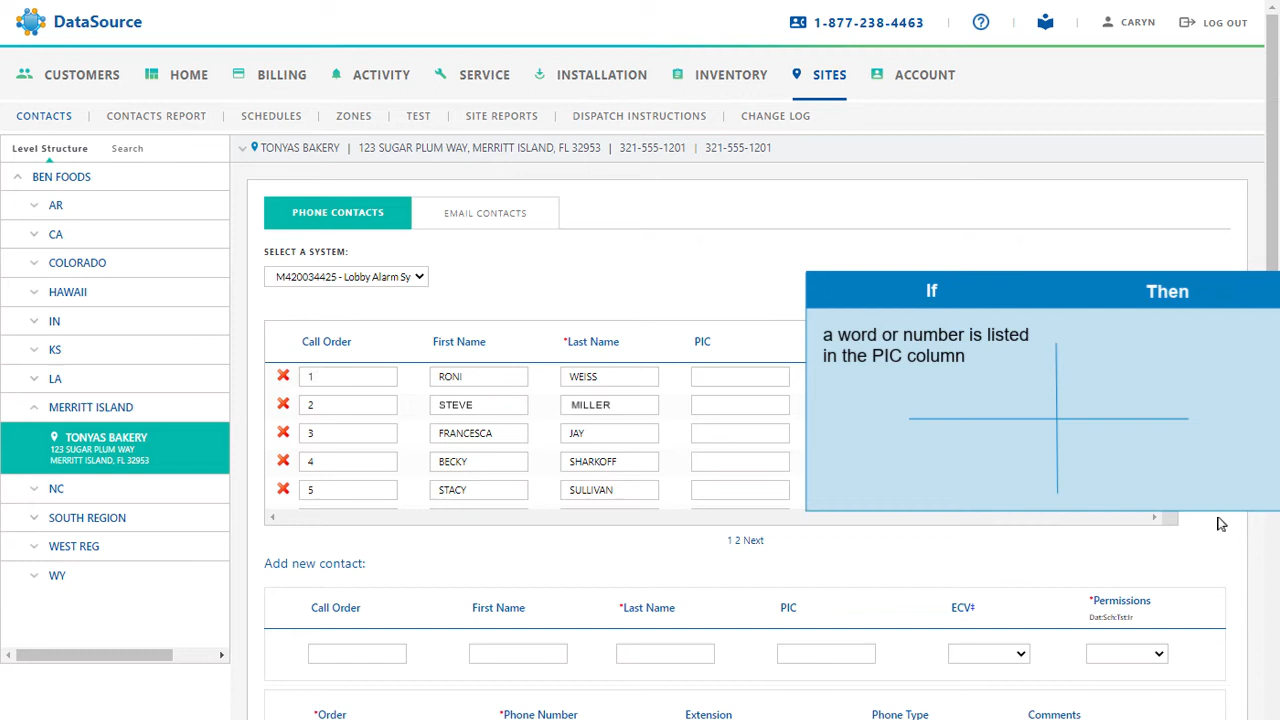 DataSource
1-877-238-4463 | ? | | CARYN LOG OUT
CUSTOMERS HOME BILLING ACTIVITY SERVICE INSTALLATION INVENTORY SITES ACCOUNT
CONTACTS | CONTACTS REPORT | SCHEDULES | ZONES | TEST | SITE REPORTS | DISPATCH INSTRUCTIONS | CHANGE LOG
Level Structure Search
BEN FOODS
AR
CA
COLORADO
HAWAII
IN
KS
LA
MERRITT ISLAND
TONYAS BAKERY
123 SUGAR PLUM WAY
MERRITT ISLAND, FL 32953
NC
SOUTH REGION
WEST REG
WY
TONYAS BAKERY | 123 SUGAR PLUM WAY, MERRITT ISLAND, FL 32953 | 321-555-1201 | 321-555-1201
PHONE CONTACTS EMAIL CONTACTS
SELECT A SYSTEM:
M420034425 - Lobby Alarm Sy
Call Order First Name *Last Name PIC
1 RONI WEISS
2 STEVE MILLER
3 FRANCESCA JAY
4 BECKY SHARKOFF
5 STACY SULLIVAN
If Then
a word or number is listed
in the PIC column
1 2 Next
Add new contact:
Call Order First Name *Last Name PIC ECV‡ *Permissions
Dat:Sch:Tst:Ir
*Order *Phone Number Extension Phone Type Comments